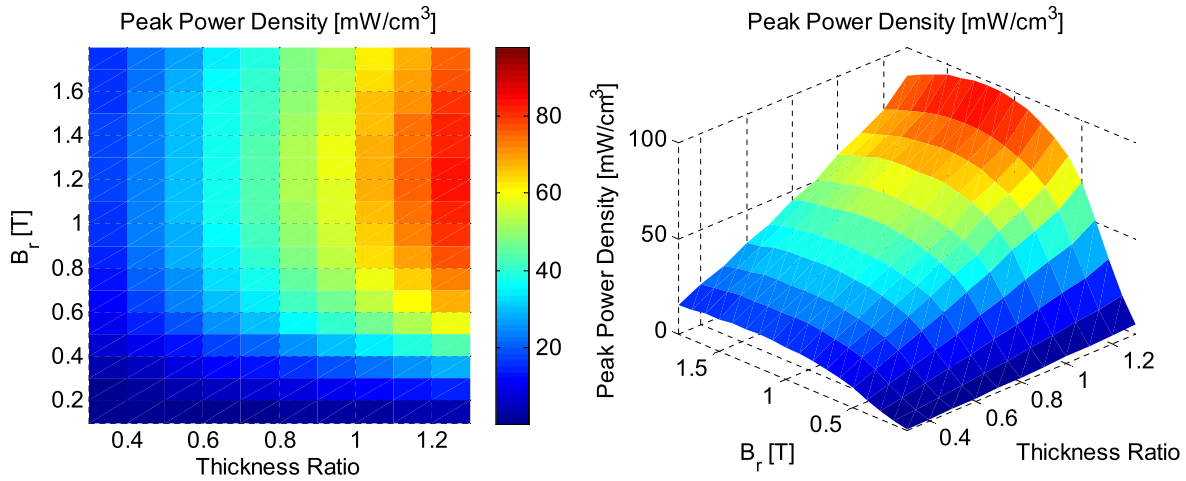 Peak Power Density [mW/cm3]
B_r [T]
1.6
1.4
1.2
1
0.8
0.6
0.4
0.2
0.4 0.6 0.8 1 1.2
Thickness Ratio
80
60
40
20
Peak Power Density [mW/cm3]
Peak Power Density [mW/cm3]
100
50
0
1.5
1
0.5
B_r [T]
0.4
0.6
0.8
1
1.2
Thickness Ratio